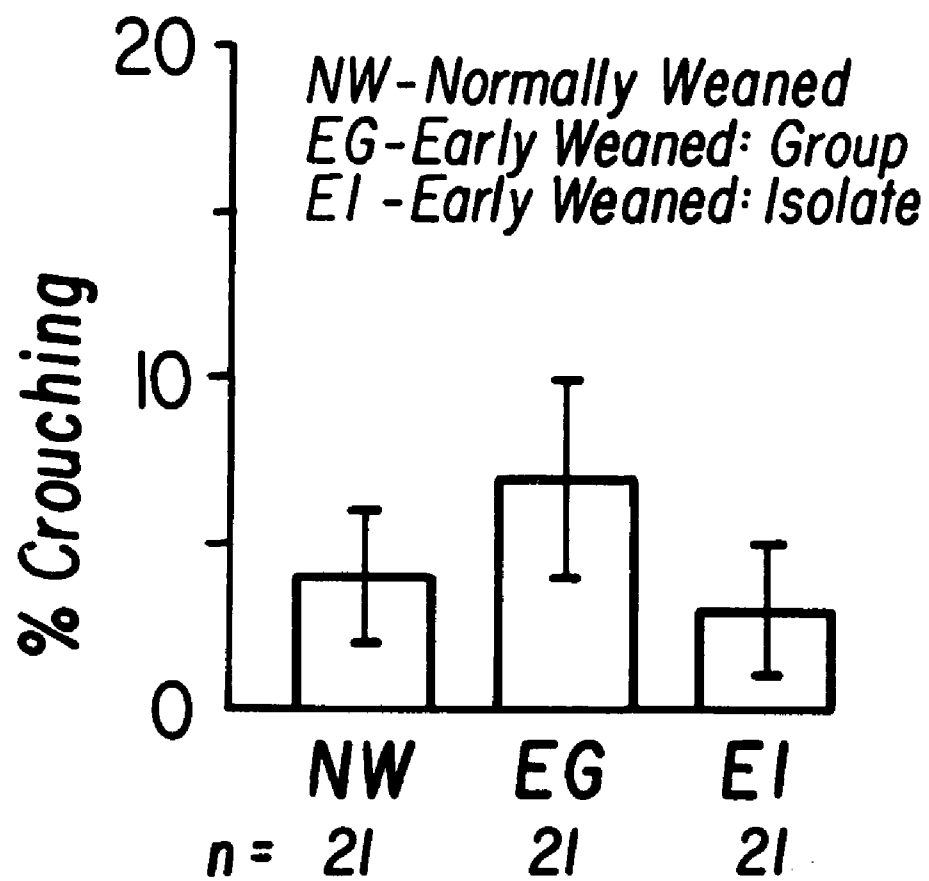 20
NW-Normally Weaned
EG-Early Weaned: Group
EI-Early Weaned: Isolate
% Crouching
10
0
NW EG EI
n= 21 21 21